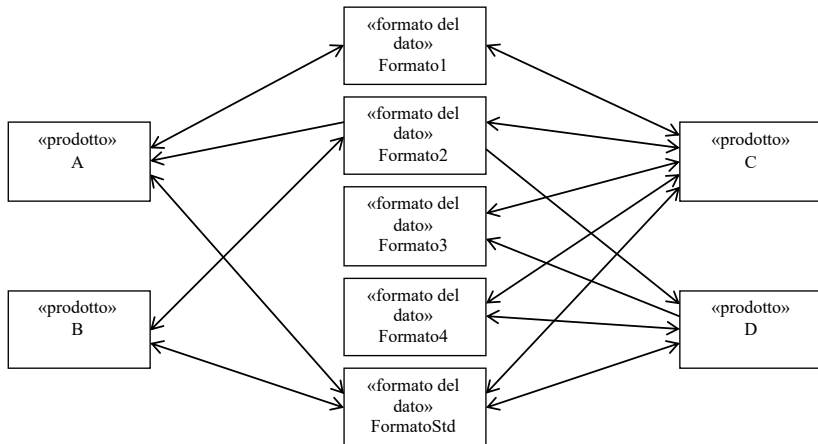 «formato del
dato»
Formato1
«prodotto»
A
«formato del
dato»
Formato2
«prodotto»
C
«formato del
dato»
Formato3
«prodotto»
B
«formato del
dato»
Formato4
«prodotto»
D
«formato del
dato»
FormatoStd